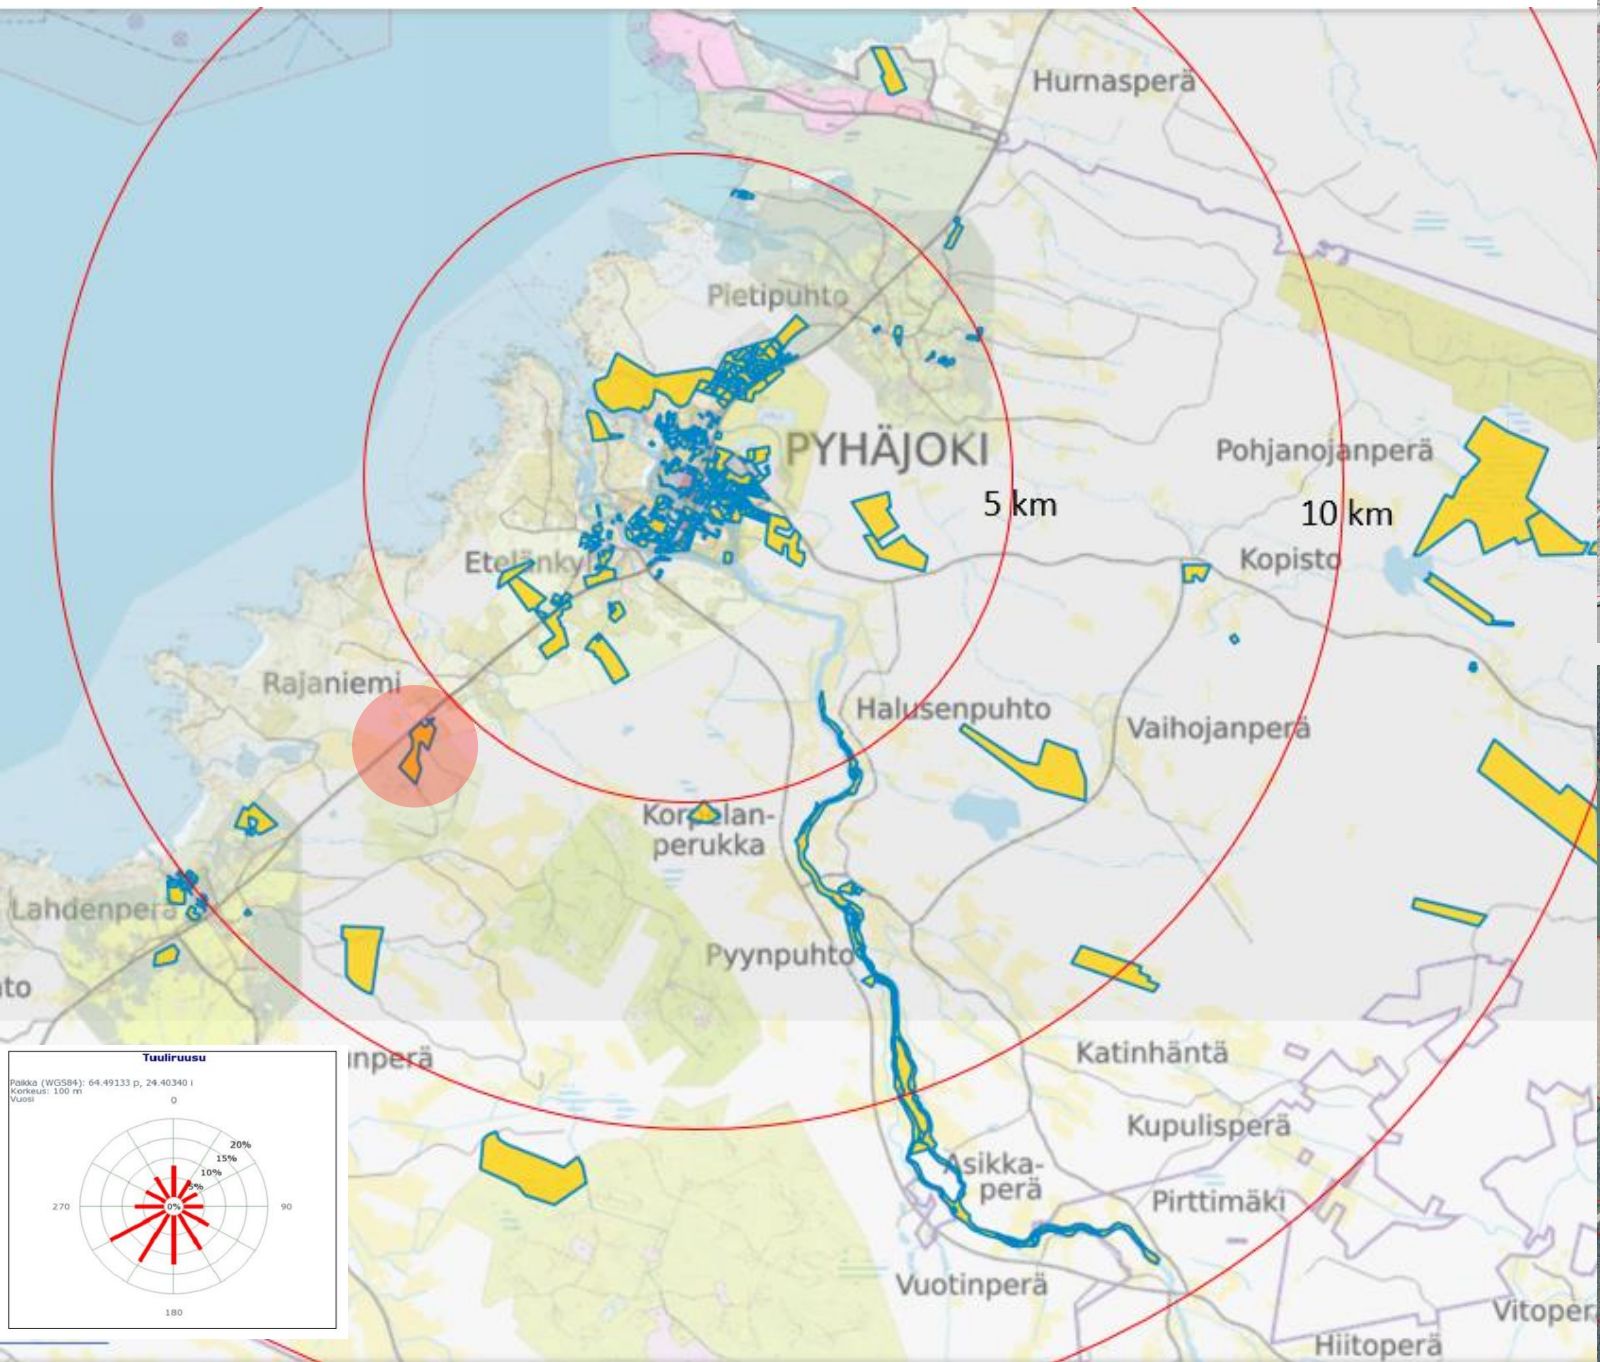 Hurnasperä
Pietipuhto
PYHÄJOKI
Pohjanojanperä
5 km
10 km
Kopisto
Rajaniemi
Halusenpuhto
Vaihojanperä
perukka
Lahdenperä
Pyynpuhto
Katinhäntä
Kupulisperä
Asikka-
perä
Pirttimäki
Vuotinperä
Hiitoperä
Tuuliruusu
Paikka (WGS84): 64.49133 p, 24.40340 i
Korkeus: 100 m
Vuosi
0
20%
15%
10%
5%
0%
270
90
180